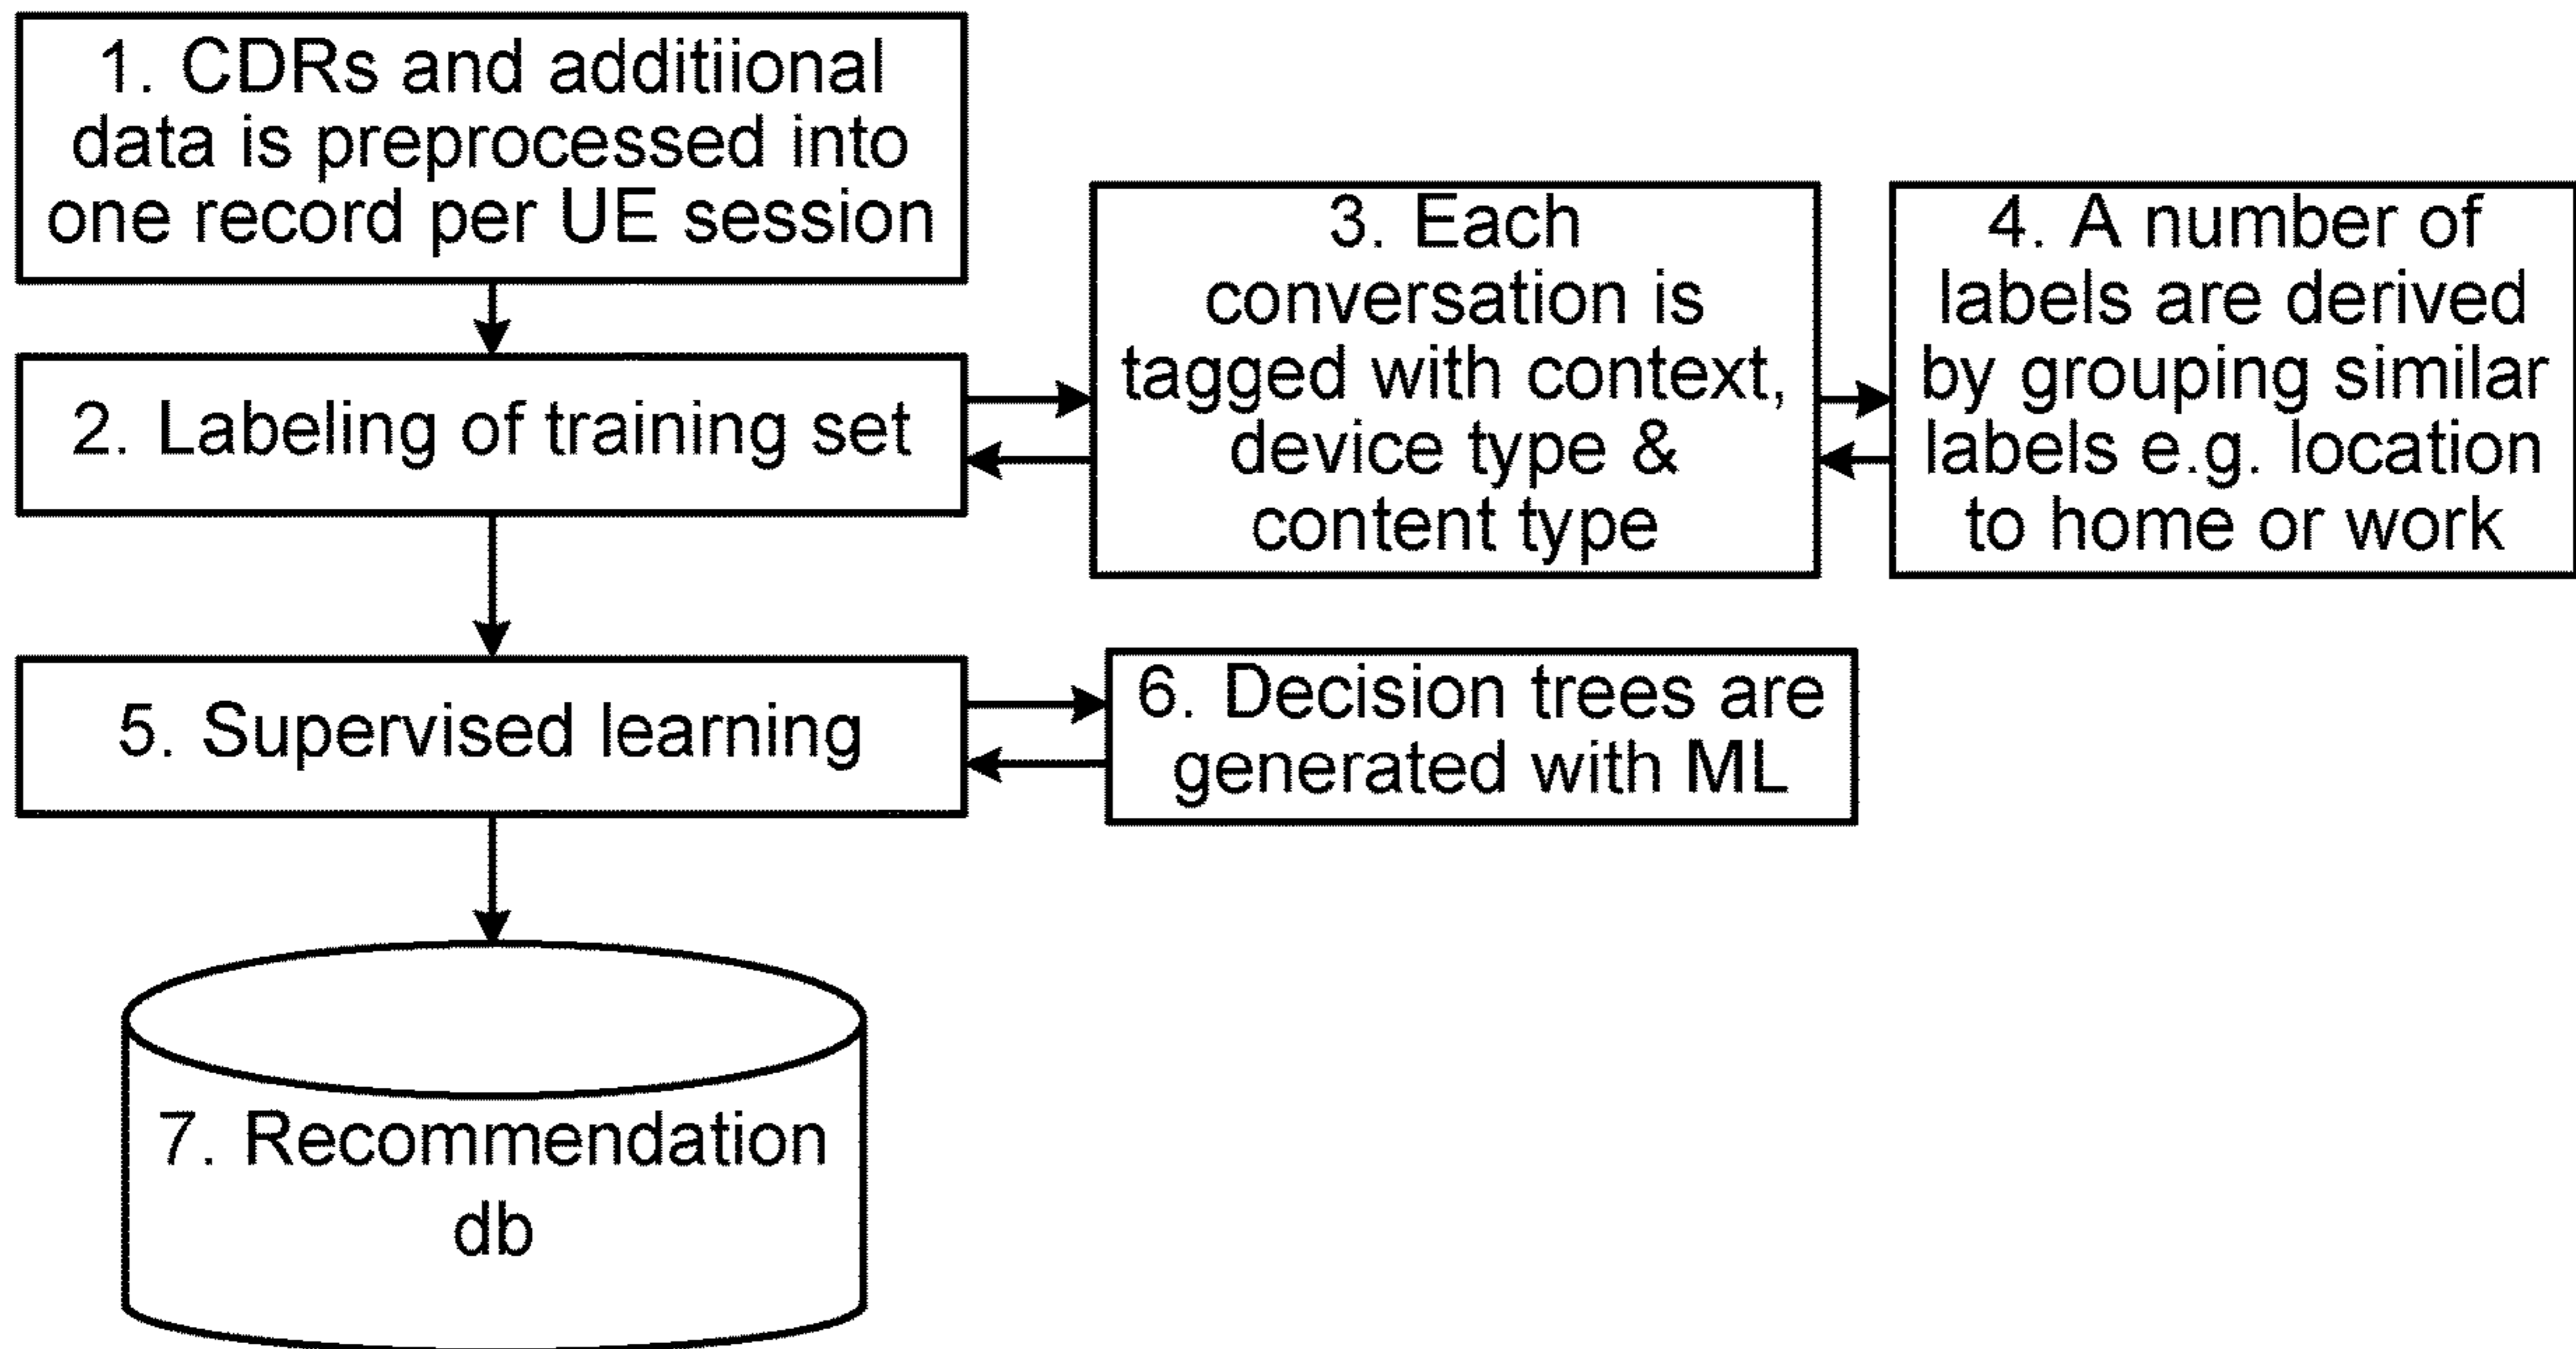 1. CDRs and additiional
data is preprocessed into
one record per UE session
2. Labeling of training set
3. Each
conversation is
tagged with context,
device type &
content type
4. A number of
labels are derived
by grouping similar
labels e.g. location
to home or work
5. Supervised learning
6. Decision trees are
generated with ML
7. Recommendation
db